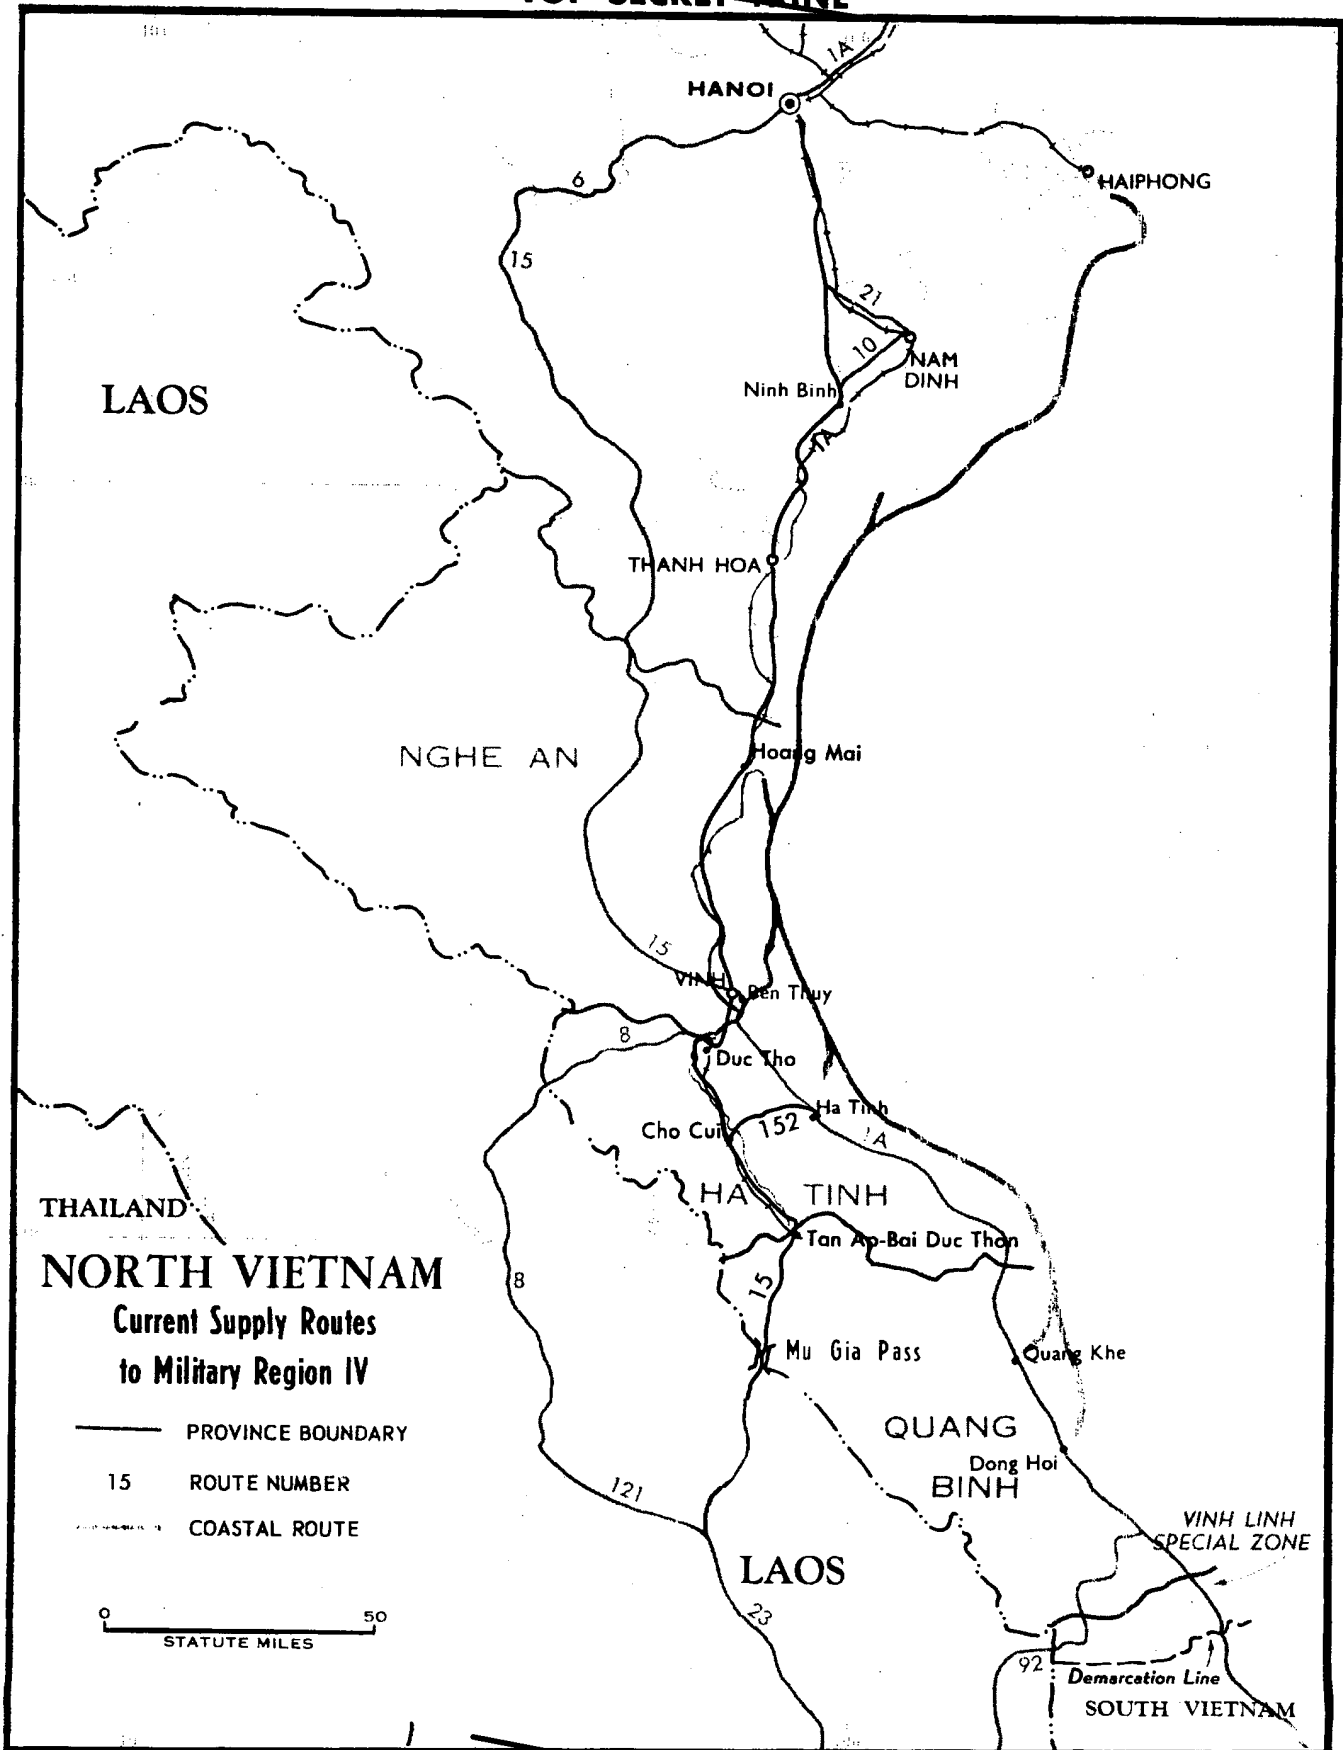 TOP SECRET
1A
HANOI
HAIPHONG
6
15
21
10
NAM
DINH
Ninh Binh
1A
LAOS
THANH HOA
Hoang Mai
NGHE AN
15
VINH
Ben Thuy
8
Duc Tho
Ha Tinh
152
1A
Cho Cui
HA TINH
THAILAND
Tan Ap-Bai Duc Thon
NORTH VIETNAM
8
15
Current Supply Routes
to Military Region IV
Mu Gia Pass
Quang Khe
PROVINCE BOUNDARY
QUANG
BINH
Dong Hoi
15 ROUTE NUMBER
121
COASTAL ROUTE
VINH LINH
SPECIAL ZONE
LAOS
23
0 50
STATUTE MILES
92
Demarcation Line
SOUTH VIETNAM